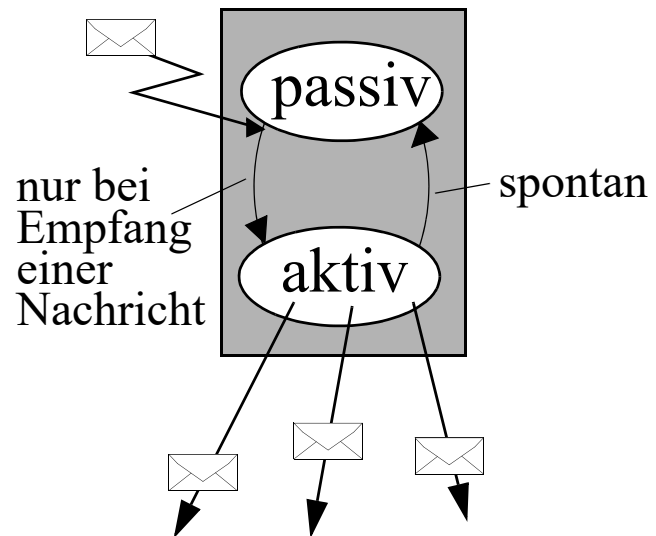 passiv
nur bei
Empfang
einer
Nachricht
spontan
aktiv